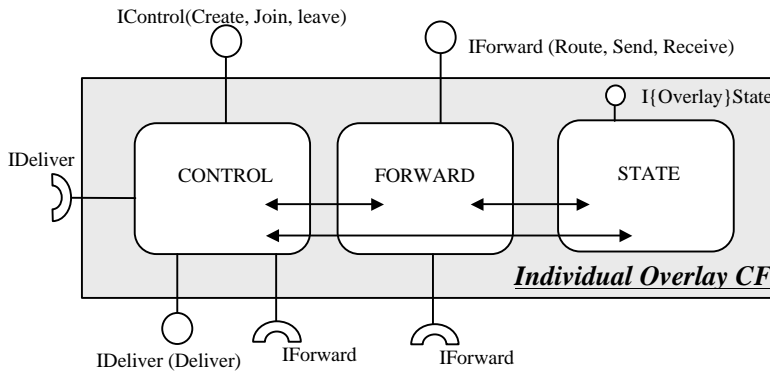 IControl(Create, Join, leave)
IForward (Route, Send, Receive)
I{Overlay}State
IDeliver
CONTROL
FORWARD
STATE
Individual Overlay CF
IDeliver (Deliver)
IForward
IForward